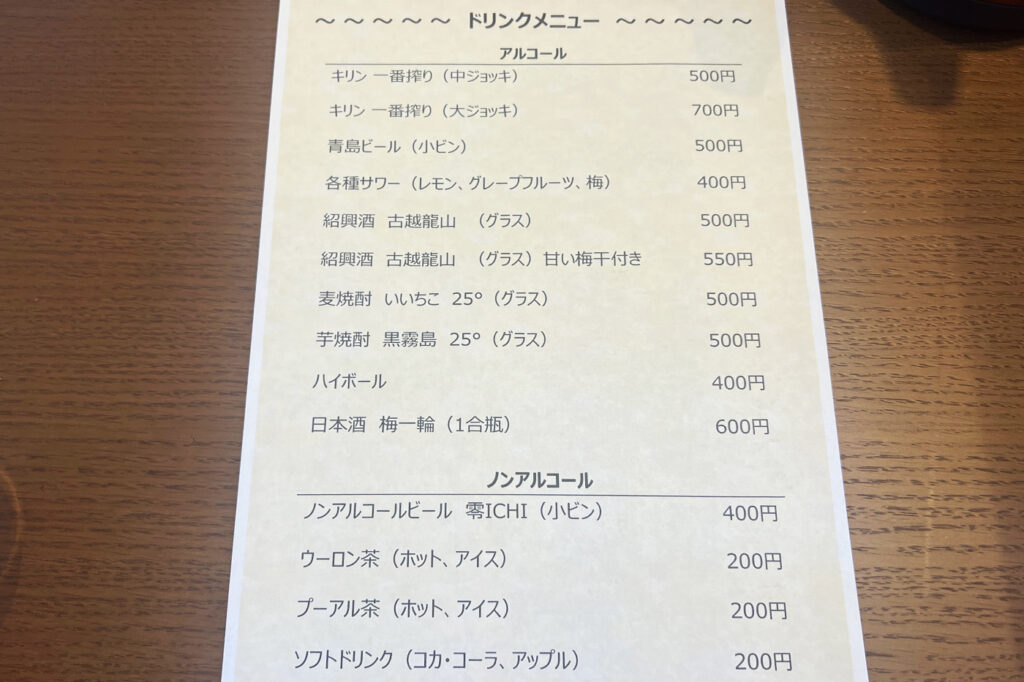 ～～～～～ ドリンクメニュー ～～～～～
アルコール
キリン 一番搾り（中ジョッキ） 500円
キリン 一番搾り（大ジョッキ） 700円
青島ビール（小ビン） 500円
各種サワー（レモン、グレープフルーツ、梅） 400円
紹興酒 古越龍山 （グラス） 500円
紹興酒 古越龍山 （グラス）甘い梅干付き 550円
麦焼酎 いいちこ 25°（グラス） 500円
芋焼酎 黒霧島 25°（グラス） 500円
ハイボール 400円
日本酒 梅一輪（1合瓶） 600円
ノンアルコール
ノンアルコールビール 零ICHI（小ビン） 400円
ウーロン茶（ホット、アイス） 200円
プーアル茶（ホット、アイス） 200円
ソフトドリンク（コカ・コーラ、アップル） 200円